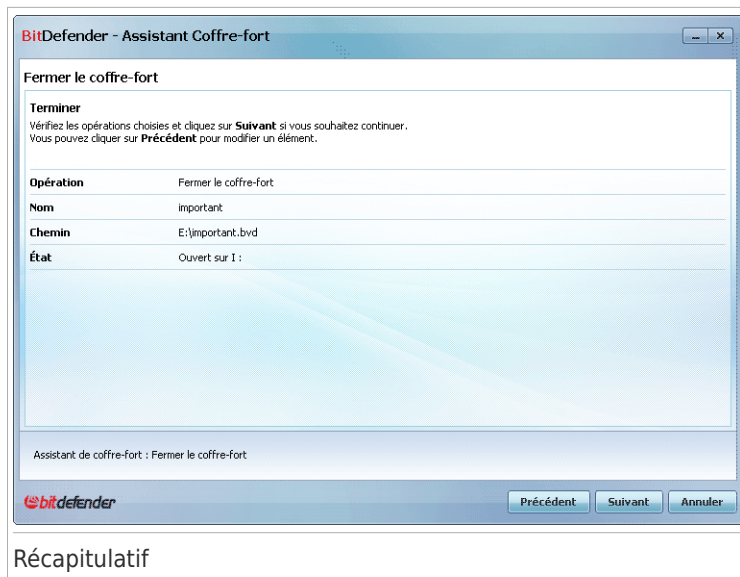 BitDefender - Assistant Coffre-fort
Fermer le coffre-fort
Terminer
Vérifiez les opérations choisies et cliquez sur Suivant si vous souhaitez continuer.
Vous pouvez cliquer sur Précédent pour modifier un élément.
Opération Fermer le coffre-fort
Nom important
Chemin E:\important.bvd
État Ouvert sur I :
Assistant de coffre-fort : Fermer le coffre-fort
bitdefender
Précédent Suivant Annuler
Récapitulatif